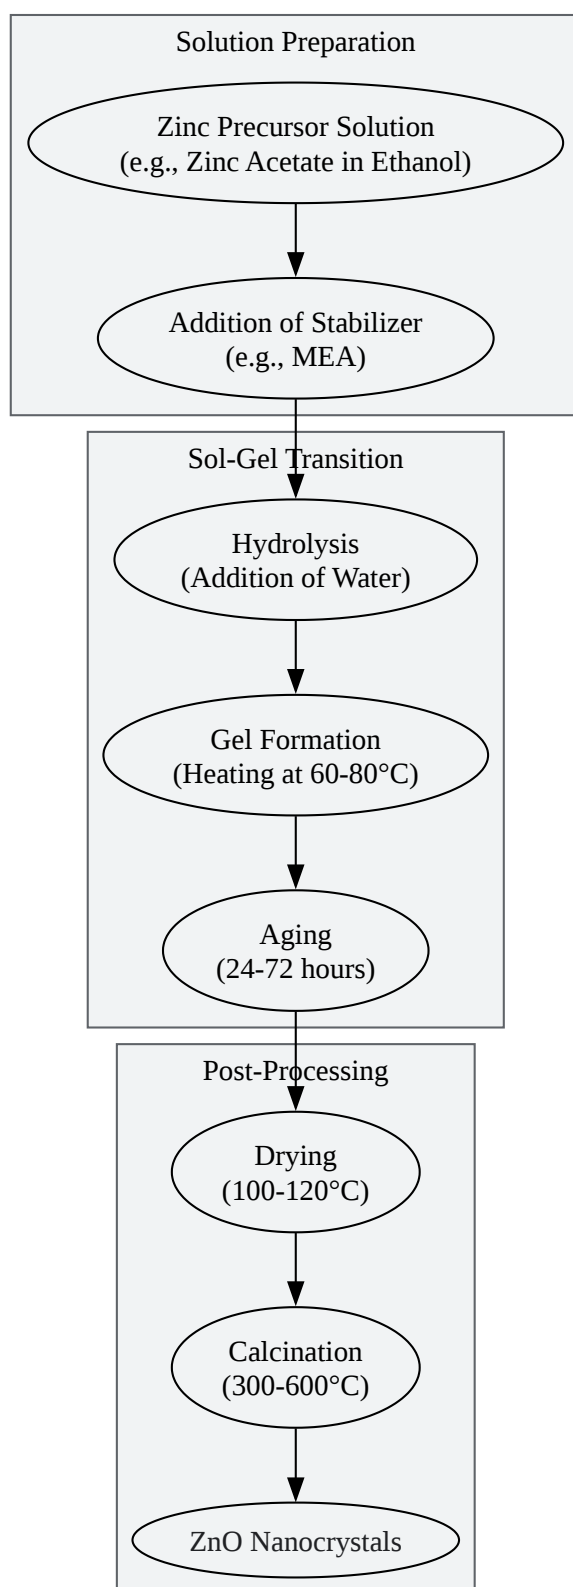 Solution Preparation
Zinc Precursor Solution
(e.g., Zinc Acetate in Ethanol)
Addition of Stabilizer
(e.g., MEA)
Sol-Gel Transition
Hydrolysis
(Addition of Water)
Gel Formation
(Heating at 60-80°C)
Aging
(24-72 hours)
Post-Processing
Drying
(100-120°C)
Calcination
(300-600°C)
ZnO Nanocrystals